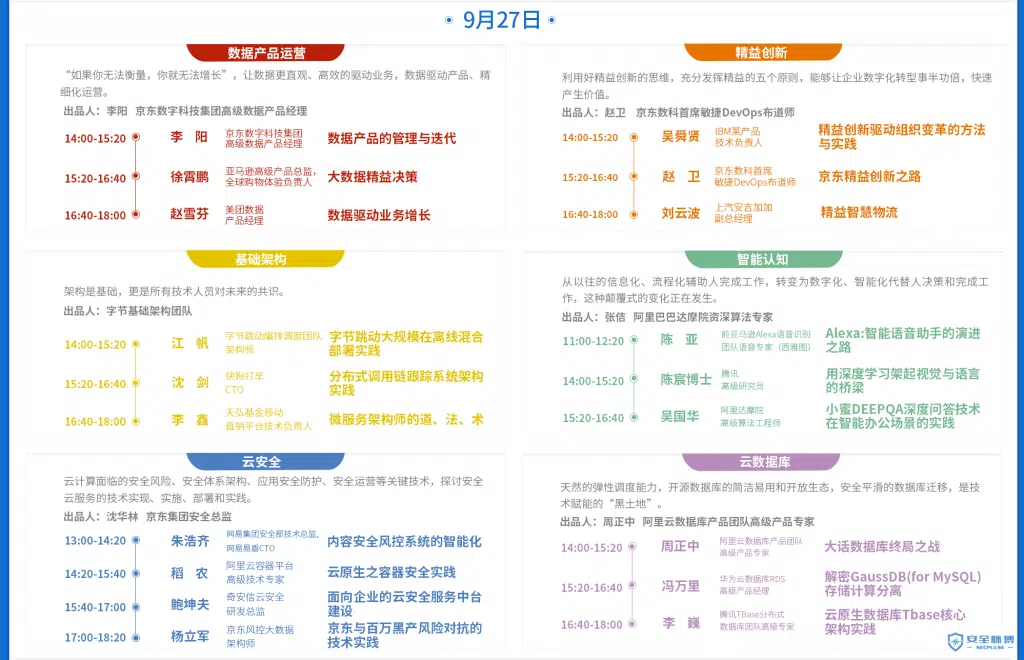 9月27日
数据产品运营
“如果你无法衡量，你就无法增长”，让数据更直观、高效的驱动业务，数据驱动产品、精
细化运营。
出品人：李阳 京东数字科技集团高级数据产品经理
14:00-15:20 李 阳 京东数字科技集团 数据产品的管理与迭代
高级数据产品经理
15:20-16:40 徐霄鹏 亚马逊高级产品总监， 大数据精益决策
全球购物体验负责人
16:40-18:00 赵雪芬 美团数据 数据驱动业务增长
产品经理
精益创新
利用好精益创新的思维，充分发挥精益的五个原则，能够让企业数字化转型事半功倍，快速
产生价值。
出品人：赵卫 京东数科首席敏捷DevOps布道师
14:00-15:20 吴舜贤 IBM某产品 精益创新驱动组织变革的方法
技术负责人 与实践
15:20-16:40 赵 卫 京东数科首席 京东精益创新之路
敏捷DevOps布道师
16:40-18:00 刘云波 上汽安吉加加 精益智慧物流
副总经理
基础架构
架构是基础，更是所有技术人员对未来的共识。
出品人：字节基础架构团队
14:00-15:20 江 帆 字节跳动编排调度团队 字节跳动大规模在离线混合
架构师 部署实践
15:20-16:40 沈 剑 快狗打车 分布式调用链跟踪系统架构
CTO 实践
16:40-18:00 李 鑫 天弘基金移动 微服务架构师的道、法、术
直销平台技术负责人
智能认知
从以往的信息化、流程化辅助人完成工作，转变为数字化、智能化代替人决策和完成工
作，这种颠覆式的变化正在发生。
出品人：张佶 阿里巴巴达摩院资深算法专家
11:00-12:20 陈 亚 前亚马逊Alexa语音识别 Alexa:智能语音助手的演进
团队语音专家（西雅图） 之路
14:00-15:20 陈宸博士 腾讯 用深度学习架起视觉与语言
高级研究员 的桥梁
15:20-16:40 吴国华 阿里达摩院 小蜜DEEPQA深度问答技术
高级算法工程师 在智能办公场景的实践
云安全
云计算面临的安全风险、安全体系架构、应用安全防护、安全运营等关键技术，探讨安全
云服务的技术实现、实施、部署和实践。
出品人：沈华林 京东集团安全总监
13:00-14:20 朱浩齐 网易集团安全部技术总监, 内容安全风控系统的智能化
网易易盾CTO
14:20-15:40 稻 农 阿里云容器平台 云原生之容器安全实践
高级技术专家
15:40-17:00 鲍坤夫 奇安信云安全 面向企业的云安全服务中台
研发总监 建设
17:00-18:20 杨立军 京东风控大数据 京东与百万黑产风险对抗的
架构师 技术实践
云数据库
天然的弹性调度能力，开源数据库的简洁易用和开放生态，安全平滑的数据库迁移，是技
术赋能的“黑土地”。
出品人：周正中 阿里云数据库产品团队高级产品专家
14:00-15:20 周正中 阿里云数据库产品团队 大话数据库终局之战
高级产品专家
15:20-16:40 冯万里 华为云数据库RDS 解密GaussDB(for MySQL)
高级产品经理 存储计算分离
16:40-18:00 李 巍 腾讯TBase分布式 云原生数据库Tbase核心
数据库团队高级专家 架构实践
安全脉搏
SECPULSE